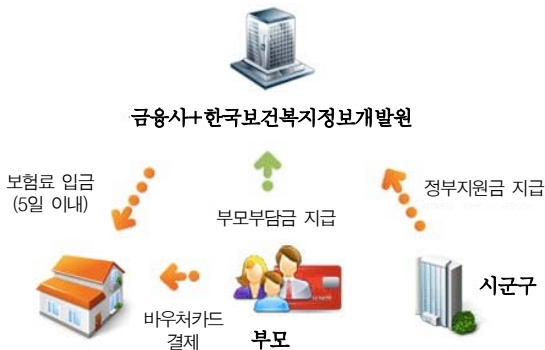 금융사+한국보건복지정보개발원
보험료 입금
(5일 이내)
부모부담금 지급
정부지원금 지급
바우처카드
결제
부모
시군구